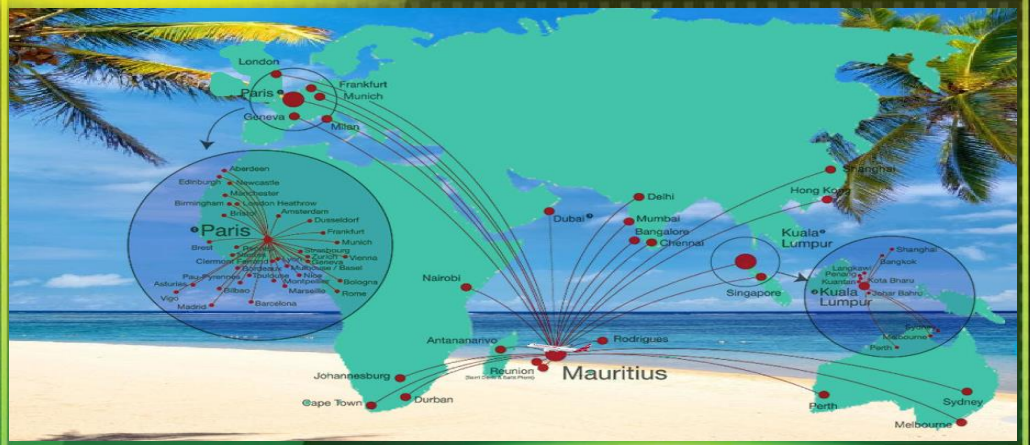 London
Paris
Frankfurt
Munich
Geneva
Milan
Aberdeen
Edinburgh
Newcastle
Manchester
Birmingham
London Heathrow
Bristol
Amsterdam
Dusseldorf
Paris
Frankfurt
Munich
Brest
Rennes
Nantes
Strasbourg
Zurich
Vienna
Clermont Ferrand
Lyon
Geneva
Bordeaux
Mulhouse / Basel
Pau-Pyrenees
Toulouse
Nice
Asturies
Bilbao
Montpellier
Bologna
Vigo
Marseille
Rome
Madrid
Barcelona
Shanghai
Hong Kong
Delhi
Dubai
Mumbai
Bangalore
Chennai
Kuala
Lumpur
Singapore
Shanghai
Bangkok
Langkawi
Penang
Kuantan
Kota Bharu
Kuala
Lumpur
Johar Bahru
Sydney
Melbourne
Perth
Nairobi
Antananarivo
Rodrigues
Reunion
Mauritius
Johannesburg
Cape Town
Durban
Perth
Sydney
Melbourne